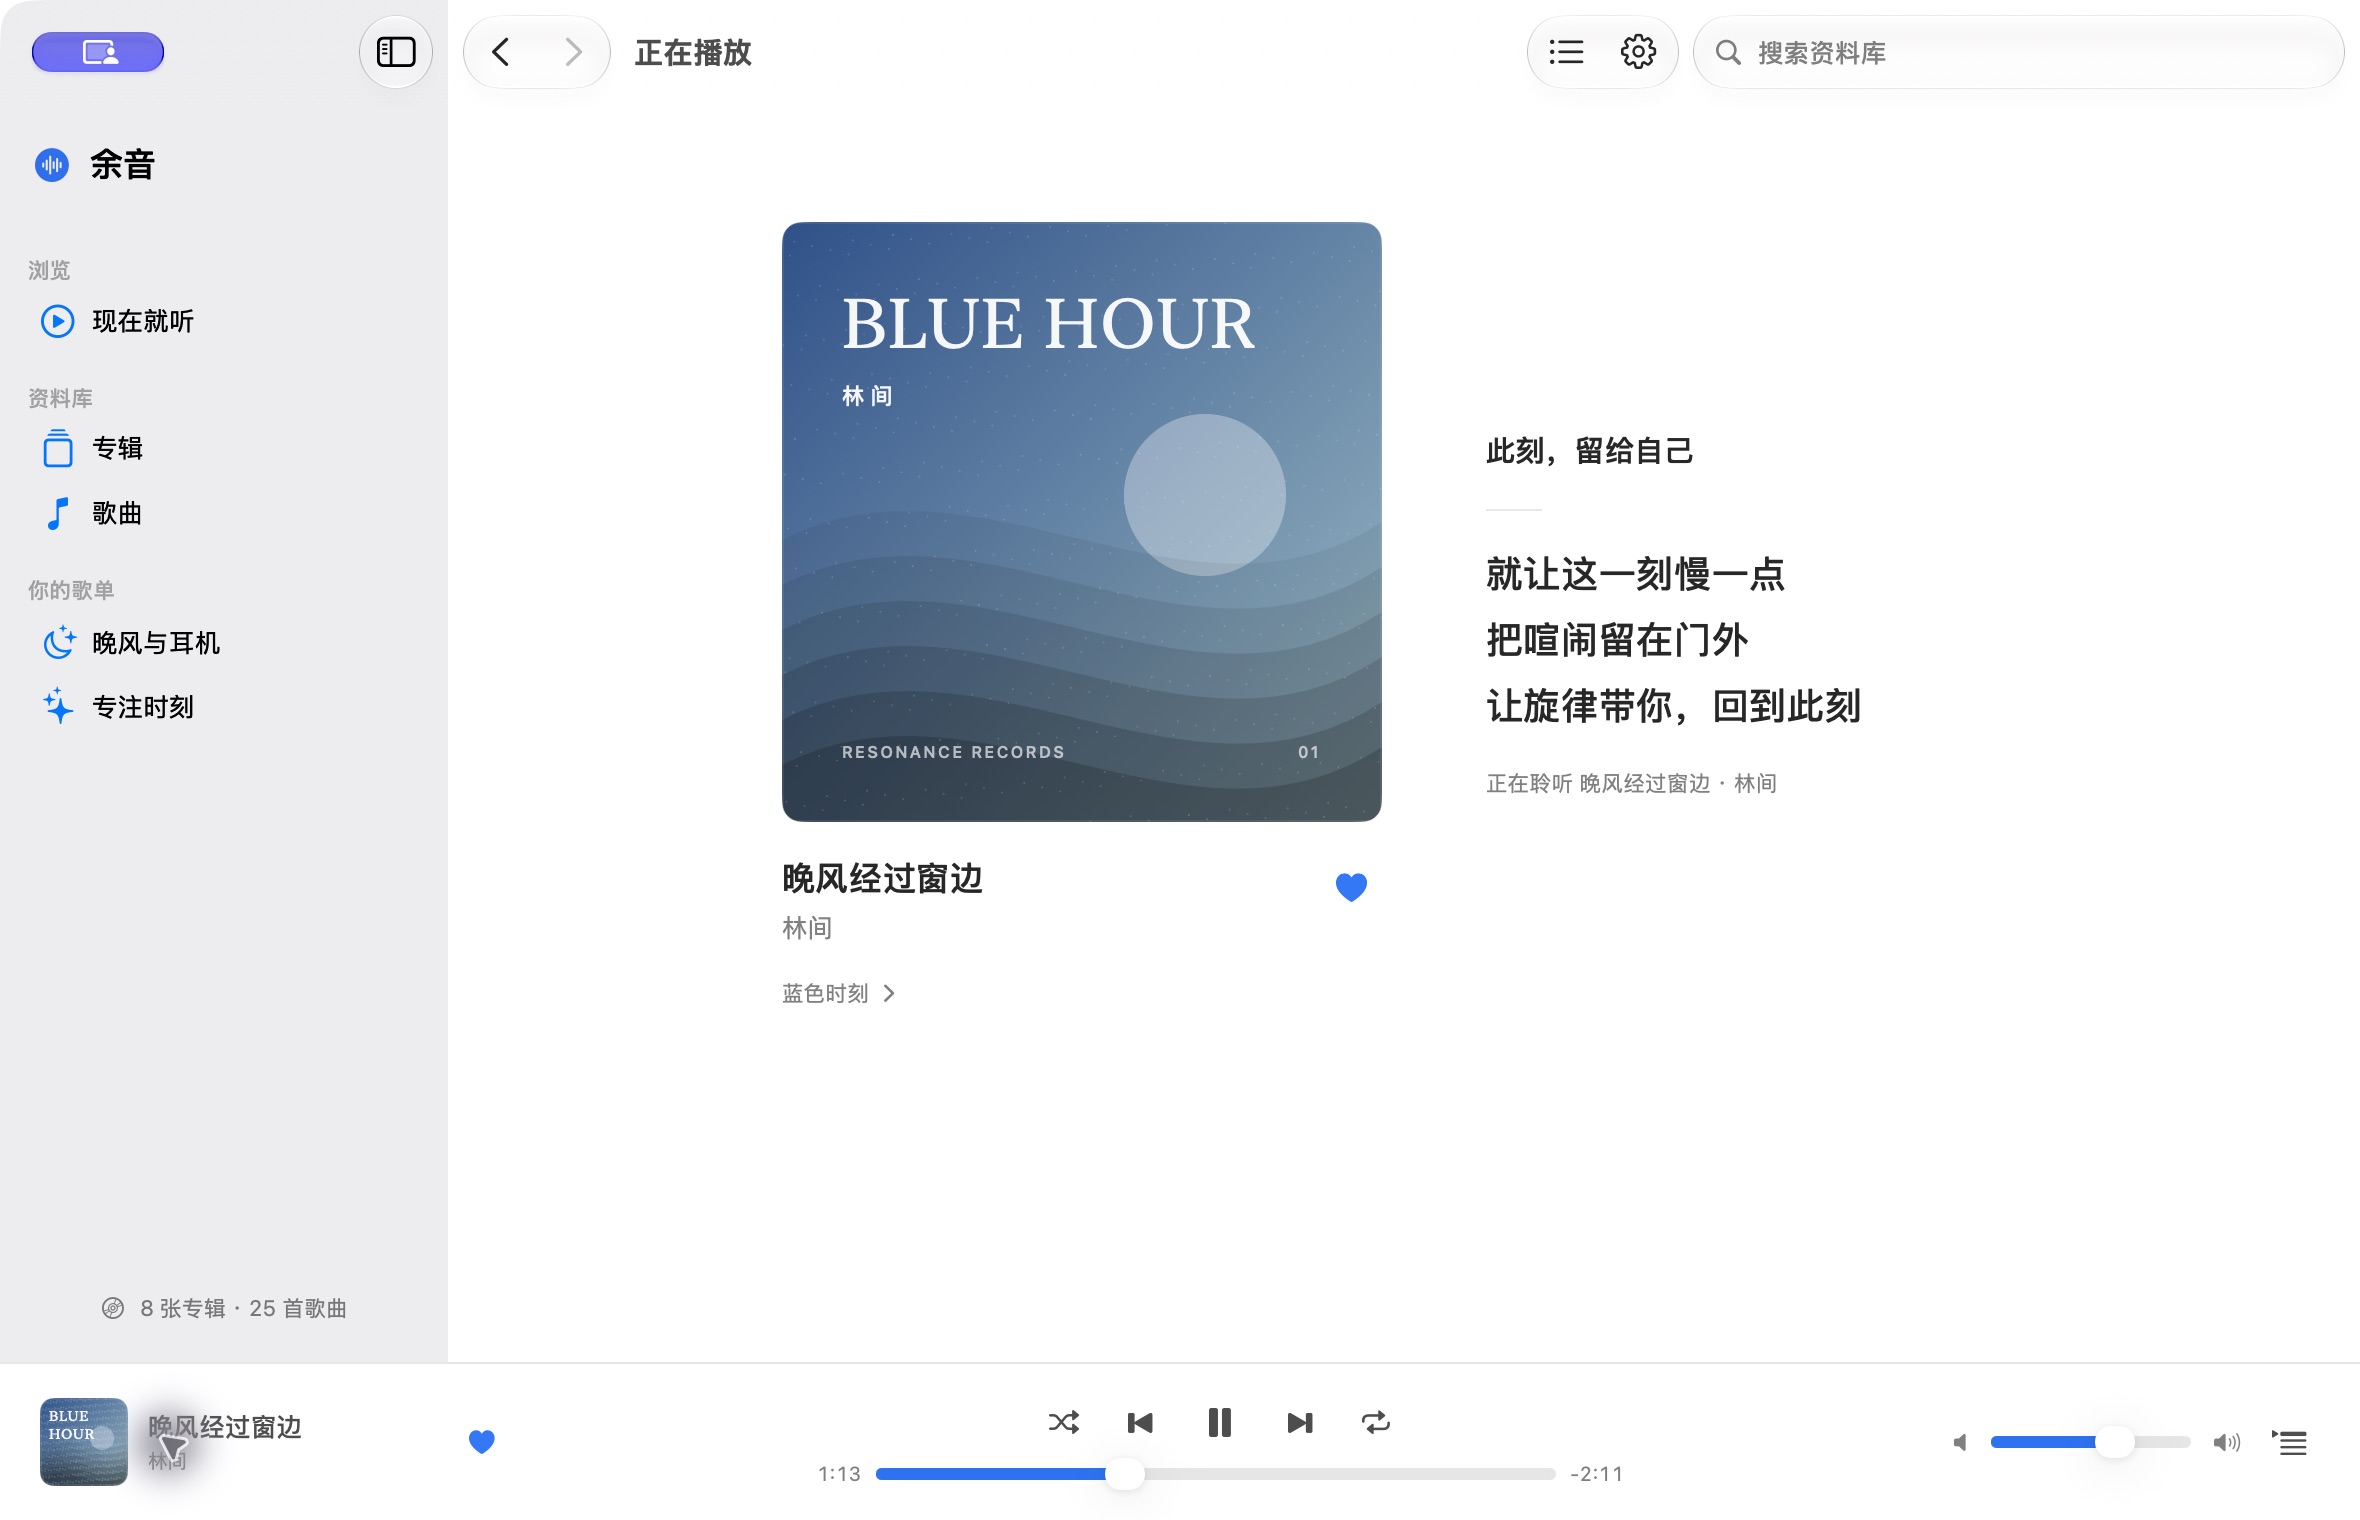 正在播放
搜索资料库
余音
浏览
现在就听
资料库
专辑
歌曲
你的歌单
晚风与耳机
专注时刻
8 张专辑 · 25 首歌曲
BLUE HOUR
林间
RESONANCE RECORDS
01
晚风经过窗边
林间
蓝色时刻
此刻，留给自己
就让这一刻慢一点
把喧闹留在门外
让旋律带你，回到此刻
正在聆听 晚风经过窗边 · 林间
BLUE
HOUR
晚风经过窗边
林间
1:13
-2:11